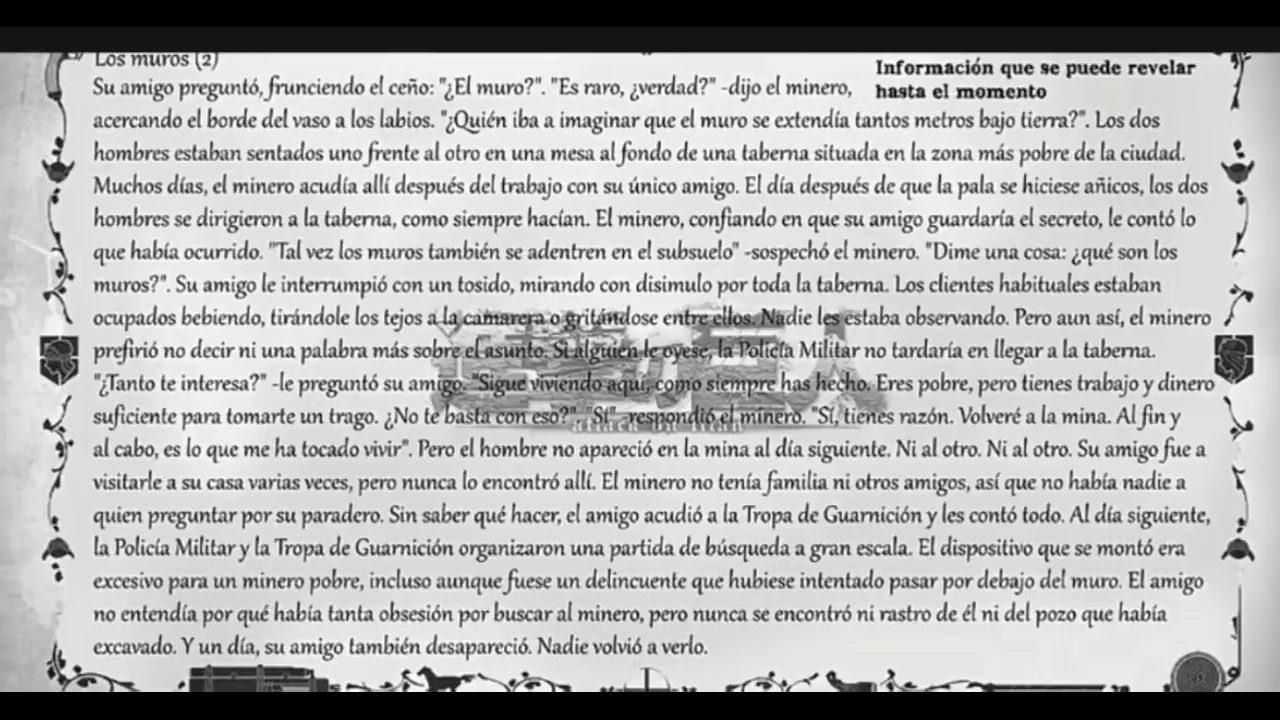 Los muros (2)
Información que se puede revelar
hasta el momento
Su amigo preguntó, frunciendo el ceño: "¿El muro?". "Es raro, ¿verdad?" -dijo el minero,
acercando el borde del vaso a los labios. "¿Quién iba a imaginar que el muro se extendía tantos metros bajo tierra?". Los dos
hombres estaban sentados uno frente al otro en una mesa al fondo de una taberna situada en la zona más pobre de la ciudad.
Muchos días, el minero acudía allí después del trabajo con su único amigo. El día después de que la pala se hiciese añicos, los dos
hombres se dirigieron a la taberna, como siempre hacían. El minero, confiando en que su amigo guardaría el secreto, le contó lo
que había ocurrido. "Tal vez los muros también se adentren en el subsuelo" -sospechó el minero. "Dime una cosa: ¿qué son los
muros?". Su amigo le interrumpió con un tosido, mirando con disimulo por toda la taberna. Los clientes habituales estaban
ocupados bebiendo, tirándole los tejos a la camarera o gritándose entre ellos. Nadie les estaba observando. Pero aun así, el minero
prefirió no decir ni una palabra más sobre el asunto. Si alguien le oyese, la Policía Militar no tardaría en llegar a la taberna.
"¿Tanto te interesa?" -le preguntó su amigo. "Sigue viviendo aquí, como siempre has hecho. Eres pobre, pero tienes trabajo y dinero
suficiente para tomarte un trago. ¿No te basta con eso?". "Sí" -respondió el minero. "Sí, tienes razón. Volveré a la mina. Al fin y
al cabo, es lo que me ha tocado vivir". Pero el hombre no apareció en la mina al día siguiente. Ni al otro. Ni al otro. Su amigo fue a
visitarle a su casa varias veces, pero nunca lo encontró allí. El minero no tenía familia ni otros amigos, así que no había nadie a
quien preguntar por su paradero. Sin saber qué hacer, el amigo acudió a la Tropa de Guarnición y les contó todo. Al día siguiente,
la Policía Militar y la Tropa de Guarnición organizaron una partida de búsqueda a gran escala. El dispositivo que se montó era
excesivo para un minero pobre, incluso aunque fuese un delincuente que hubiese intentado pasar por debajo del muro. El amigo
no entendía por qué había tanta obsesión por buscar al minero, pero nunca se encontró ni rastro de él ni del pozo que había
excavado. Y un día, su amigo también desapareció. Nadie volvió a verlo.